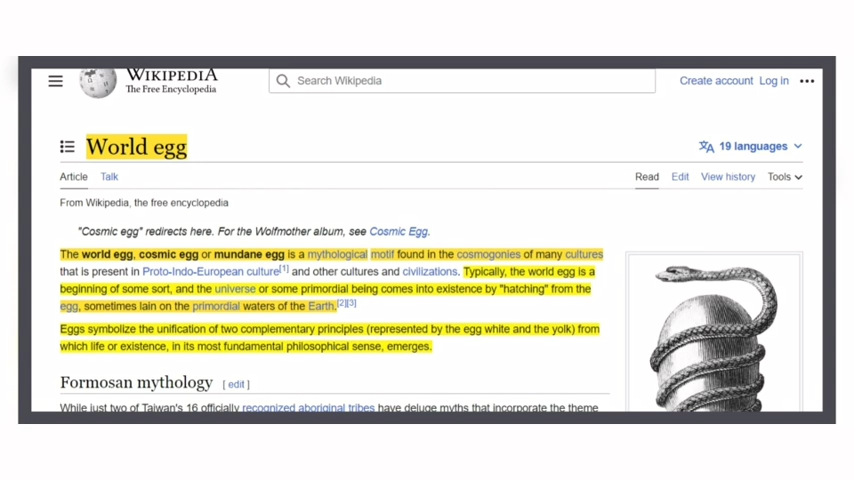 WIKIPEDIA
The Free Encyclopedia
Search Wikipedia
Create account Log in
World egg
19 languages
Article Talk
Read Edit View history Tools
From Wikipedia, the free encyclopedia
"Cosmic egg" redirects here. For the Wolfmother album, see Cosmic Egg.
The world egg, cosmic egg or mundane egg is a mythological motif found in the cosmogonies of many cultures
that is present in Proto-Indo-European culture[1] and other cultures and civilizations. Typically, the world egg is a
beginning of some sort, and the universe or some primordial being comes into existence by "hatching" from the
egg, sometimes lain on the primordial waters of the Earth.[2][3]
Eggs symbolize the unification of two complementary principles (represented by the egg white and the yolk) from
which life or existence, in its most fundamental philosophical sense, emerges.
Formosan mythology [ edit ]
While just two of Taiwan's 16 officially recognized aboriginal tribes have deluge myths that incorporate the theme